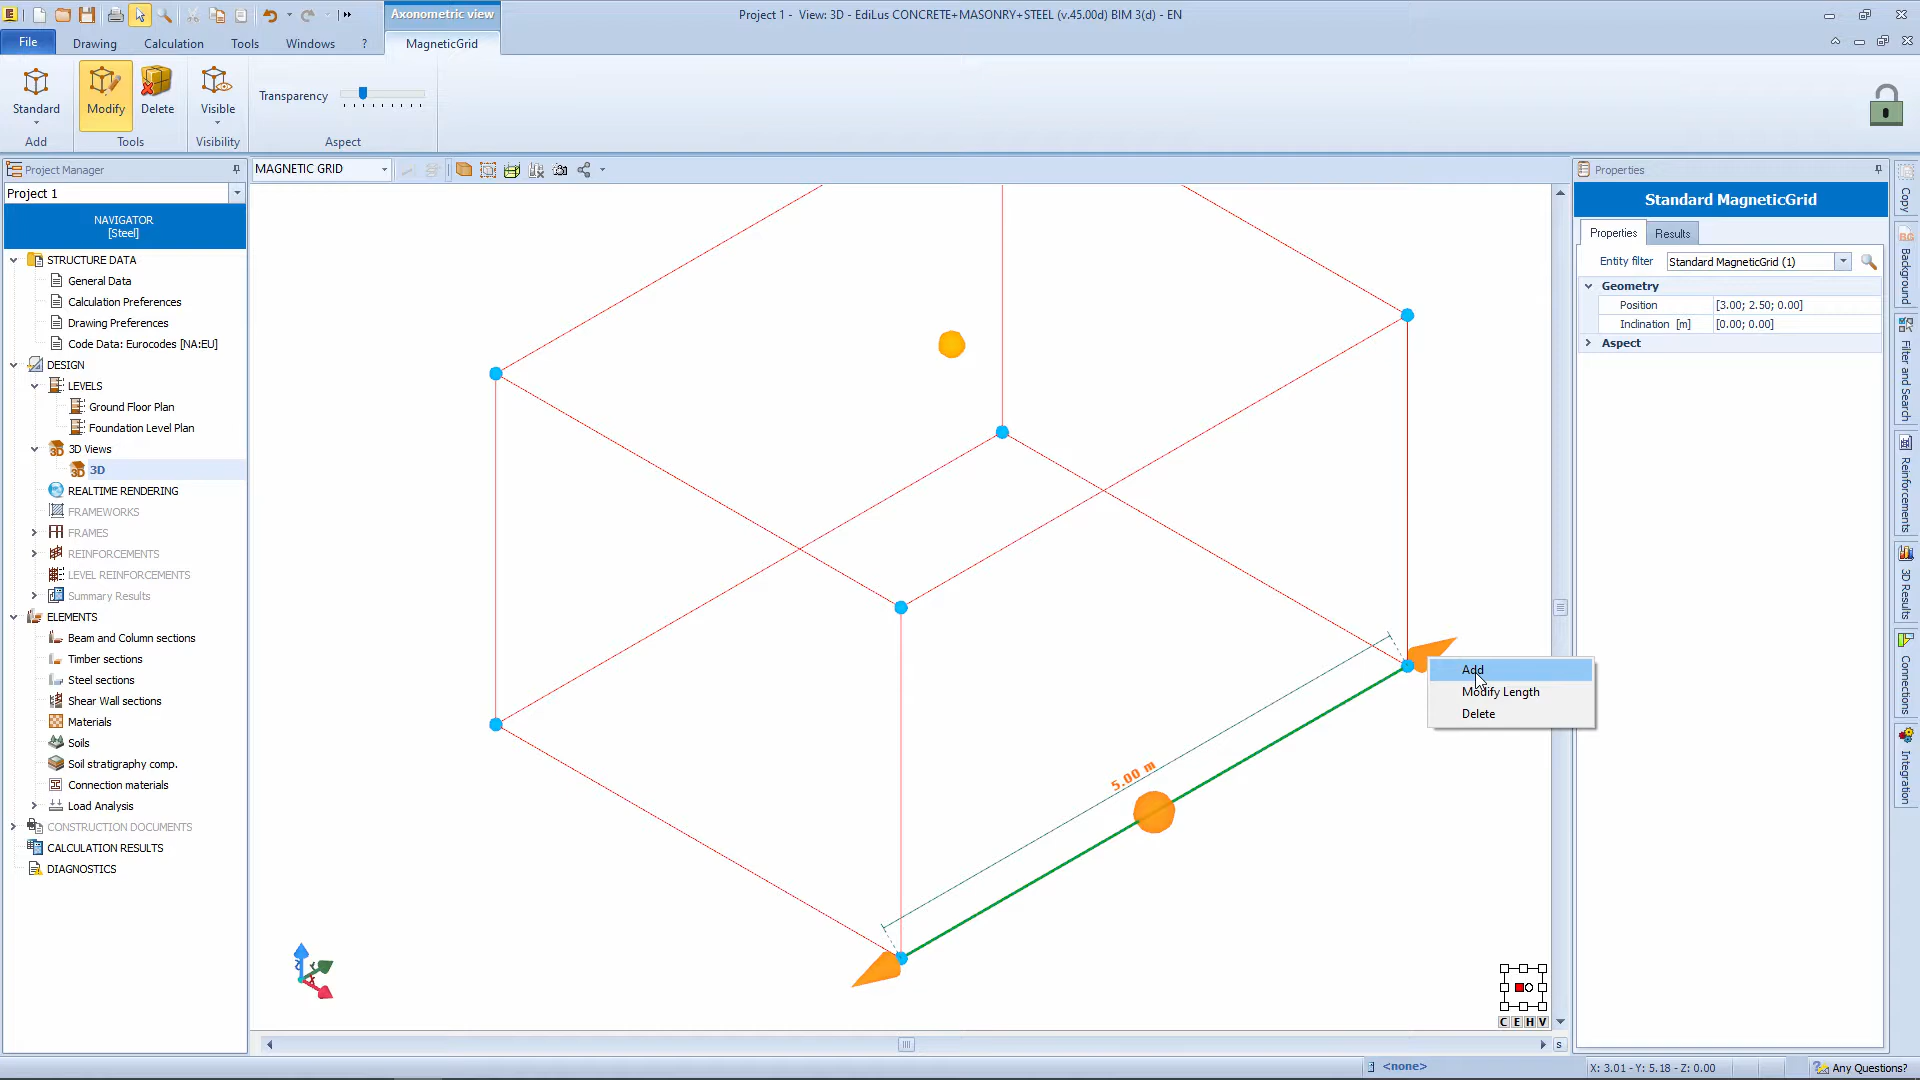 Axonometric view
Project 1 - View: 3D - EdiLus CONCRETE+MASONRY+STEEL (v.45.00d) BIM 3(d) - EN
File
Drawing
Calculation
Tools
Windows
?
MagneticGrid
Standard
Modify
Delete
Visible
Transparency
Add
Tools
Visibility
Aspect
Project Manager
MAGNETIC GRID
Project 1
NAVIGATOR
[Steel]
STRUCTURE DATA
General Data
Calculation Preferences
Drawing Preferences
Code Data: Eurocodes [NA:EU]
DESIGN
LEVELS
Ground Floor Plan
Foundation Level Plan
3D Views
3D
REALTIME RENDERING
FRAMEWORKS
FRAMES
REINFORCEMENTS
LEVEL REINFORCEMENTS
Summary Results
ELEMENTS
Beam and Column sections
Timber sections
Steel sections
Shear Wall sections
Materials
Soils
Soil stratigraphy comp.
Connection materials
Load Analysis
CONSTRUCTION DOCUMENTS
CALCULATION RESULTS
DIAGNOSTICS
5.00 m
Add
Modify Length
Delete
C E H V
Properties
Standard MagneticGrid
Properties
Results
Entity filter
Standard MagneticGrid (1)
Geometry
Position
[3.00; 2.50; 0.00]
Inclination [m]
[0.00; 0.00]
Aspect
Copy
Background
Filter and Search
Reinforcements
3D Results
Connections
Integration
S
<none>
X: 3.01 - Y: 5.18 - Z: 0.00
Any Questions?